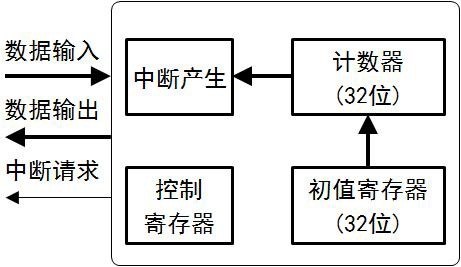 数据输入
数据输出
中断请求
中断产生
计数器
(32位)
控制
寄存器
初值寄存器
(32位)